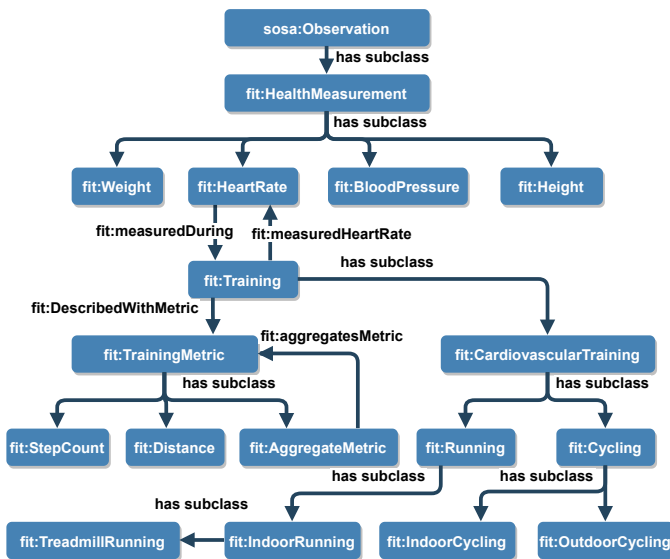 sosa:Observation
has subclass
fit:HealthMeasurement
has subclass
fit:Weight
fit:HeartRate
fit:BloodPressure
fit:Height
fit:measuredDuring
fit:measuredHeartRate
fit:Training
has subclass
fit:DescribedWithMetric
fit:aggregatesMetric
fit:TrainingMetric
fit:CardiovascularTraining
has subclass
has subclass
fit:StepCount
fit:Distance
fit:AggregateMetric
fit:Running
fit:Cycling
has subclass
has subclass
has subclass
fit:TreadmillRunning
fit:IndoorRunning
fit:IndoorCycling
fit:OutdoorCycling